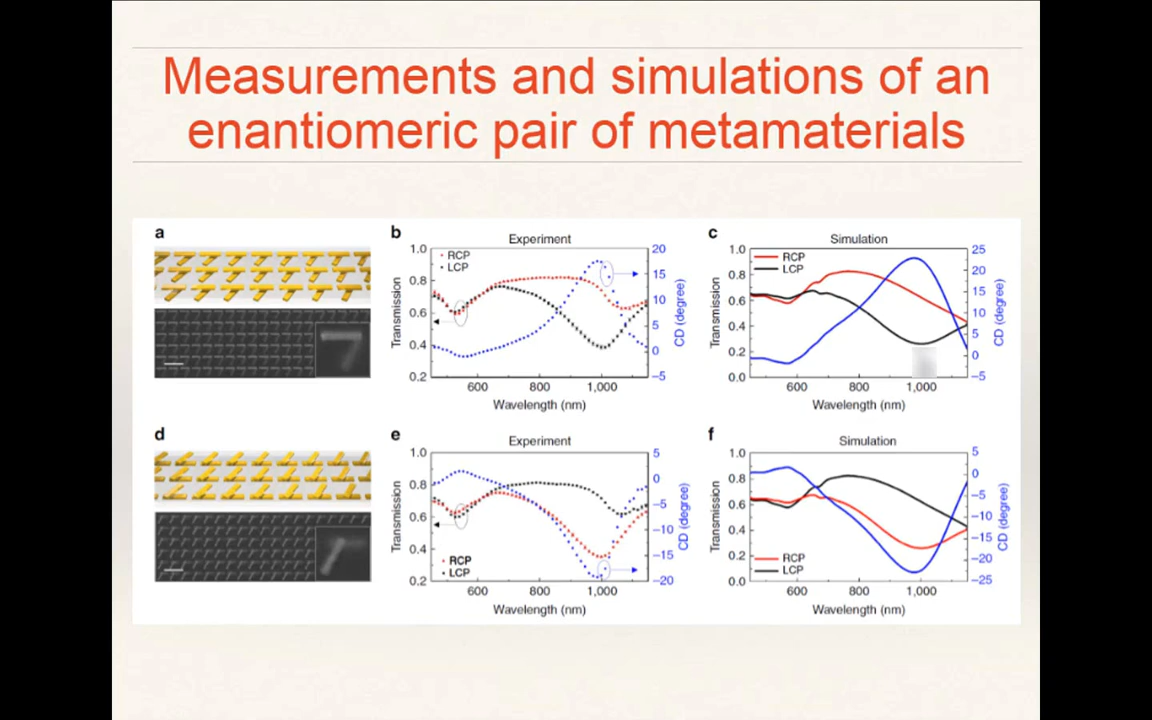 Measurements and simulations of an
enantiomeric pair of metamaterials
a
b
Experiment
RCP
LCP
1.0
0.8
0.6
0.4
0.2
Transmission
600
800
1,000
Wavelength (nm)
20
15
10
5
0
−5
CD (degree)
c
Simulation
RCP
LCP
1.0
0.8
0.6
0.4
0.2
0.0
Transmission
600
800
1,000
Wavelength (nm)
25
20
15
10
5
0
−5
CD (degree)
d
e
Experiment
1.0
0.8
0.6
0.4
0.2
Transmission
RCP
LCP
600
800
1,000
Wavelength (nm)
5
0
−5
−10
−15
−20
CD (degree)
f
Simulation
1.0
0.8
0.6
0.4
0.2
0.0
Transmission
RCP
LCP
600
800
1,000
Wavelength (nm)
5
0
−5
−10
−15
−20
−25
CD (degree)